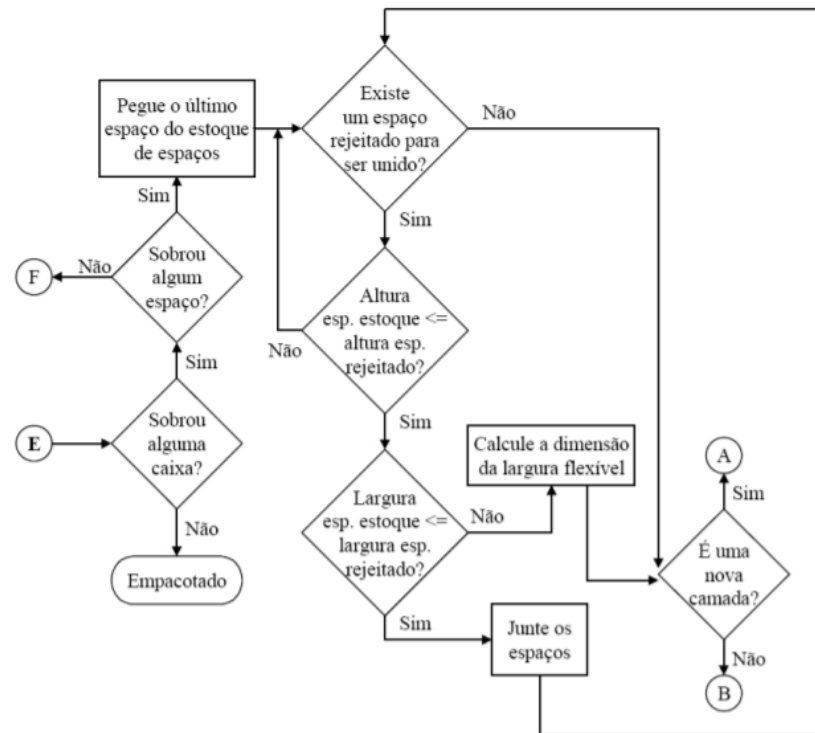 Existe
um espaço
rejeitado para
ser unido?
Não
Pegue o último
espaço do estoque
de espaços
Sim
Sim
Sobrou
algum
espaço?
Não
F
Altura
esp. estoque <=
altura esp.
rejeitado?
Não
Sim
Sobrou
alguma
caixa?
E
Sim
Calcule a dimensão
da largura flexível
A
Sim
Largura
esp. estoque <=
largura esp.
rejeitado?
Não
Não
É uma
nova
camada?
Empacotado
Sim
Junte os
espaços
Não
B